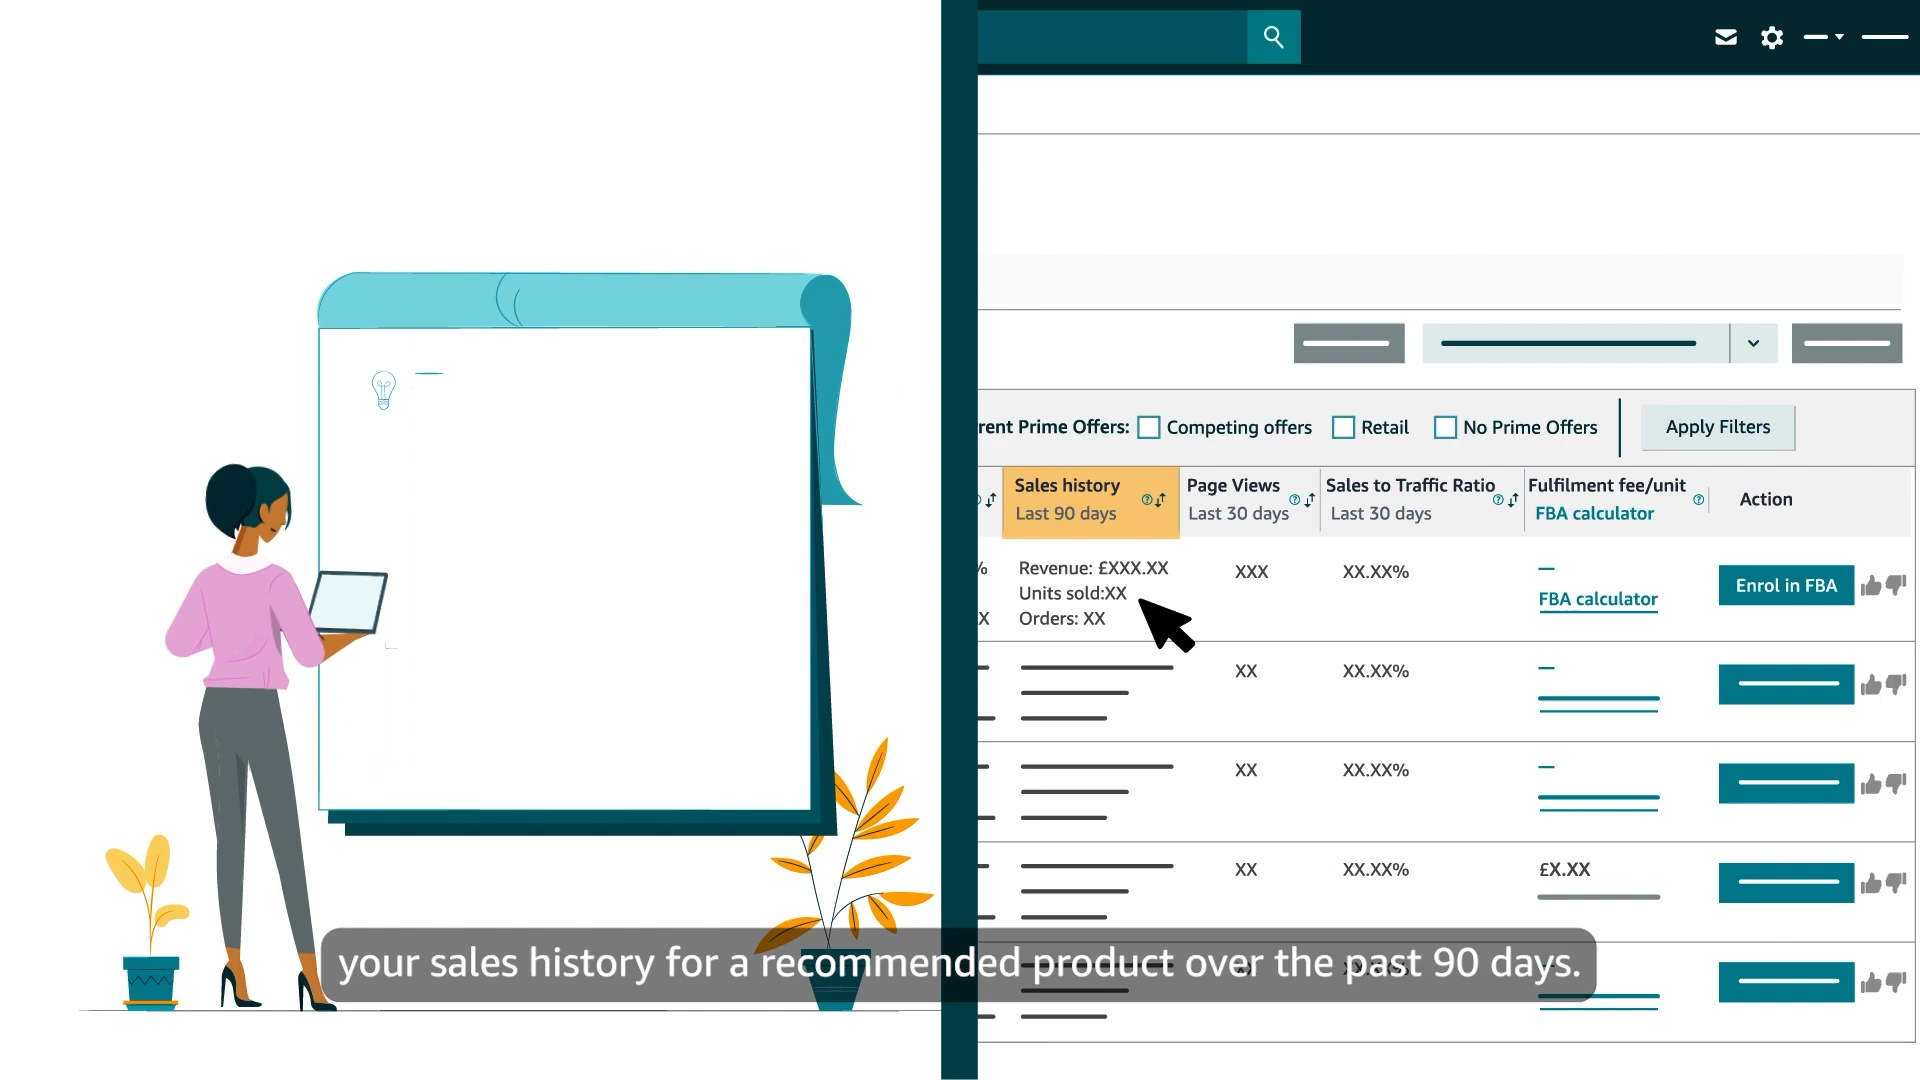 rent Prime Offers: Competing offers Retail No Prime Offers Apply Filters
Sales history Page Views Sales to Traffic Ratio Fulfilment fee/unit Action
Last 90 days Last 30 days Last 30 days FBA calculator
% Revenue: £XXX.XX XXX XX.XX% Enrol in FBA
Units sold:XX FBA calculator
X Orders: XX
XX XX.XX%
XX XX.XX%
XX XX.XX% £X.XX
your sales history for a recommended product over the past 90 days.